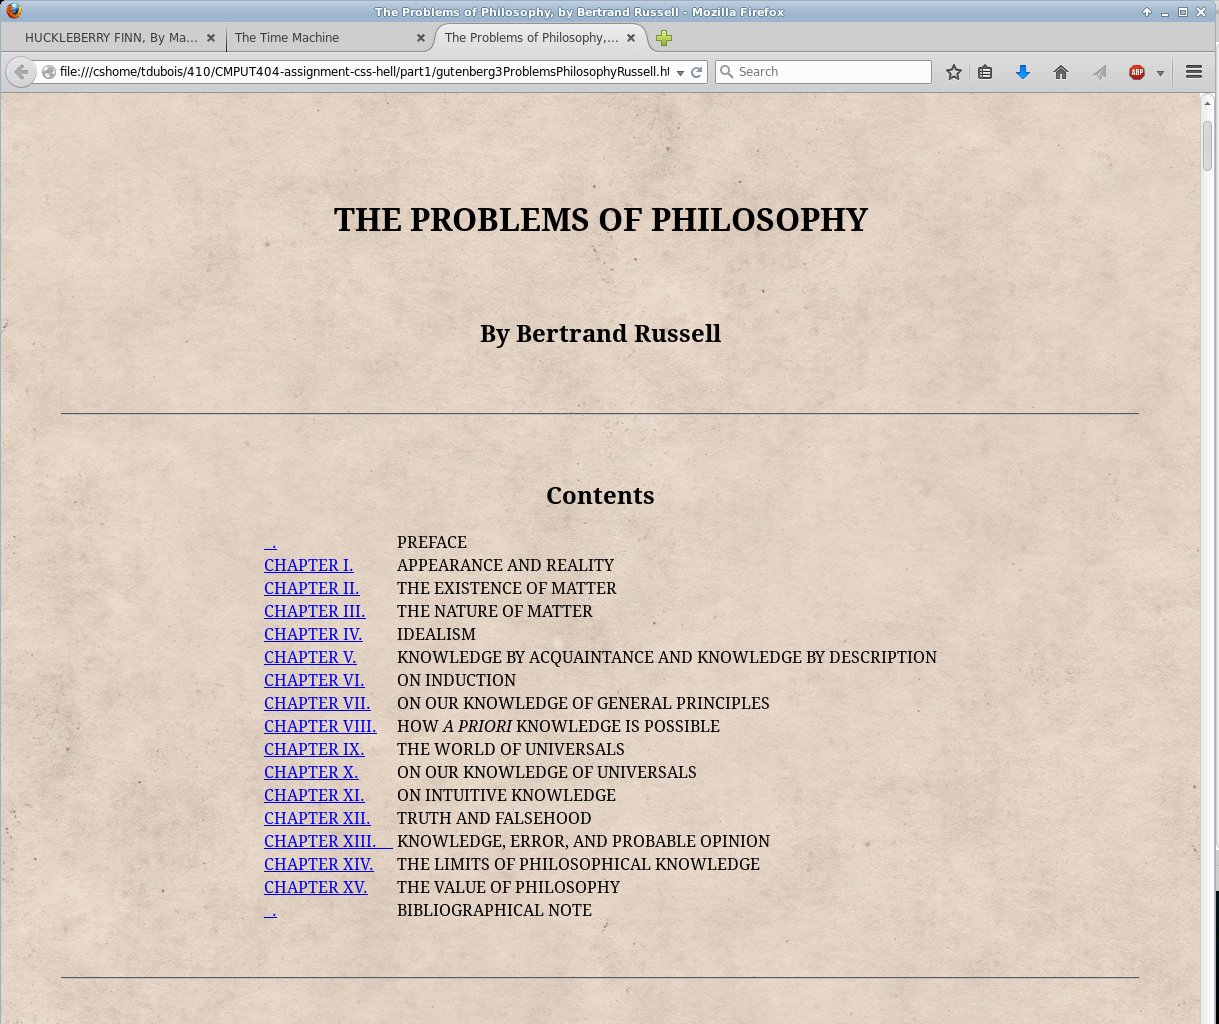 The Problems of Philosophy, by Bertrand Russell - Mozilla Firefox
HUCKLEBERRY FINN, By Ma... The Time Machine The Problems of Philosophy,...
file:///cshome/tdubois/410/CMPUT404-assignment-css-hell/part1/gutenberg3ProblemsPhilosophyRussell.ht Search ABP
THE PROBLEMS OF PHILOSOPHY
By Bertrand Russell
Contents
. PREFACE
CHAPTER I. APPEARANCE AND REALITY
CHAPTER II. THE EXISTENCE OF MATTER
CHAPTER III. THE NATURE OF MATTER
CHAPTER IV. IDEALISM
CHAPTER V. KNOWLEDGE BY ACQUAINTANCE AND KNOWLEDGE BY DESCRIPTION
CHAPTER VI. ON INDUCTION
CHAPTER VII. ON OUR KNOWLEDGE OF GENERAL PRINCIPLES
CHAPTER VIII. HOW A PRIORI KNOWLEDGE IS POSSIBLE
CHAPTER IX. THE WORLD OF UNIVERSALS
CHAPTER X. ON OUR KNOWLEDGE OF UNIVERSALS
CHAPTER XI. ON INTUITIVE KNOWLEDGE
CHAPTER XII. TRUTH AND FALSEHOOD
CHAPTER XIII. KNOWLEDGE, ERROR, AND PROBABLE OPINION
CHAPTER XIV. THE LIMITS OF PHILOSOPHICAL KNOWLEDGE
CHAPTER XV. THE VALUE OF PHILOSOPHY
. BIBLIOGRAPHICAL NOTE